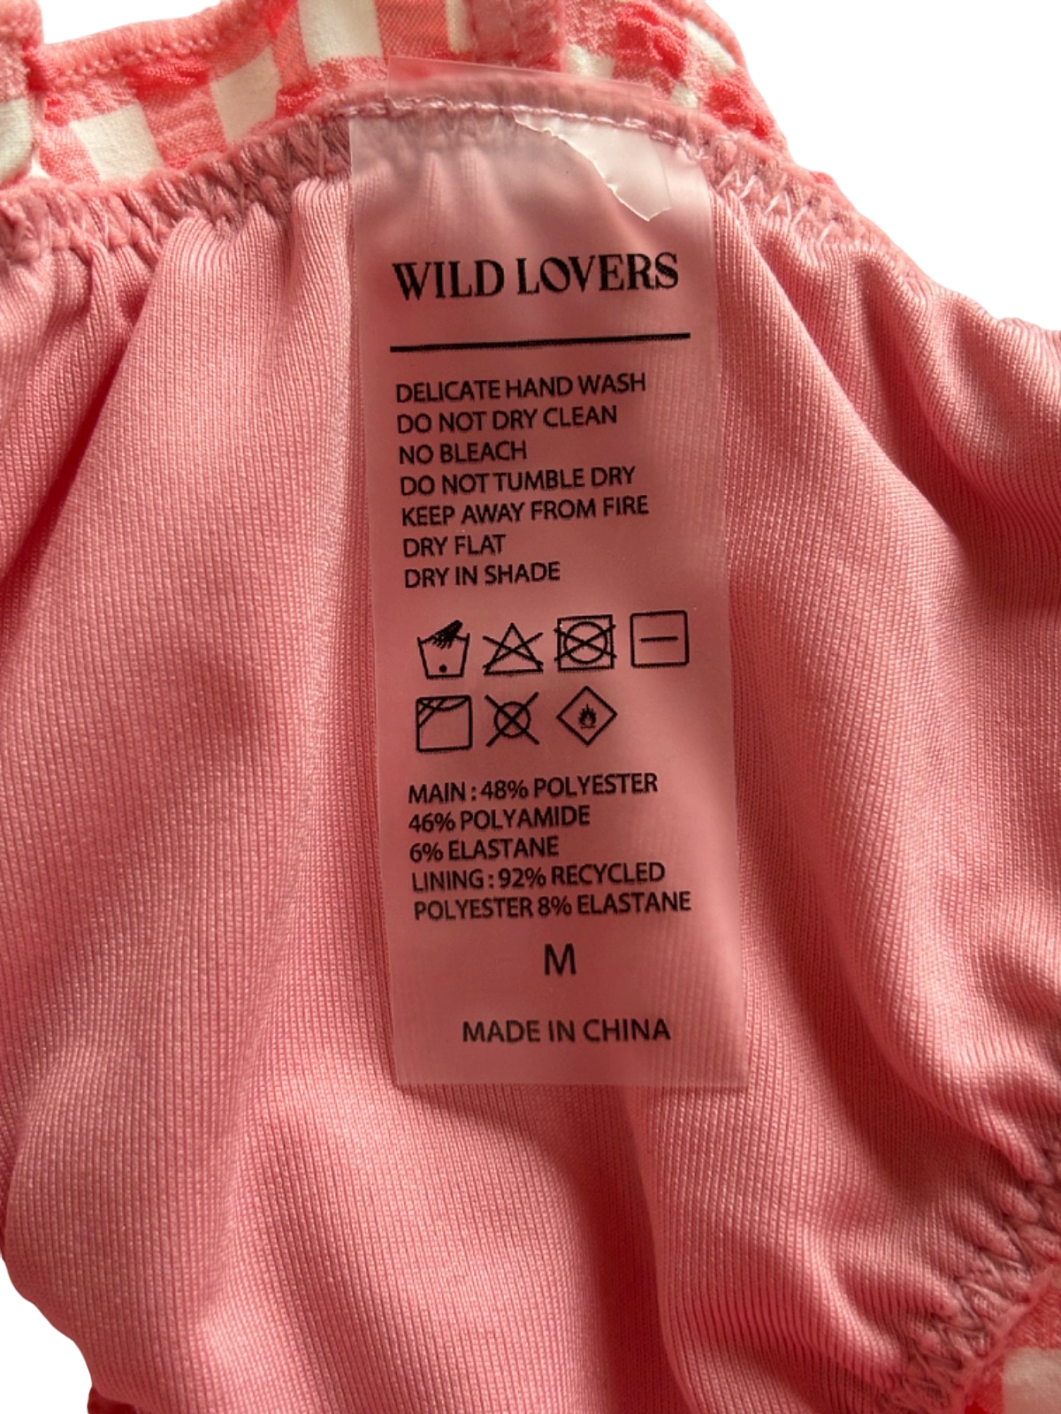 WILD LOVERS
DELICATE HAND WASH
DO NOT DRY CLEAN
NO BLEACH
DO NOT TUMBLE DRY
KEEP AWAY FROM FIRE
DRY FLAT
DRY IN SHADE
MAIN : 48% POLYESTER
46% POLYAMIDE
6% ELASTANE
LINING : 92% RECYCLED
POLYESTER 8% ELASTANE
M
MADE IN CHINA